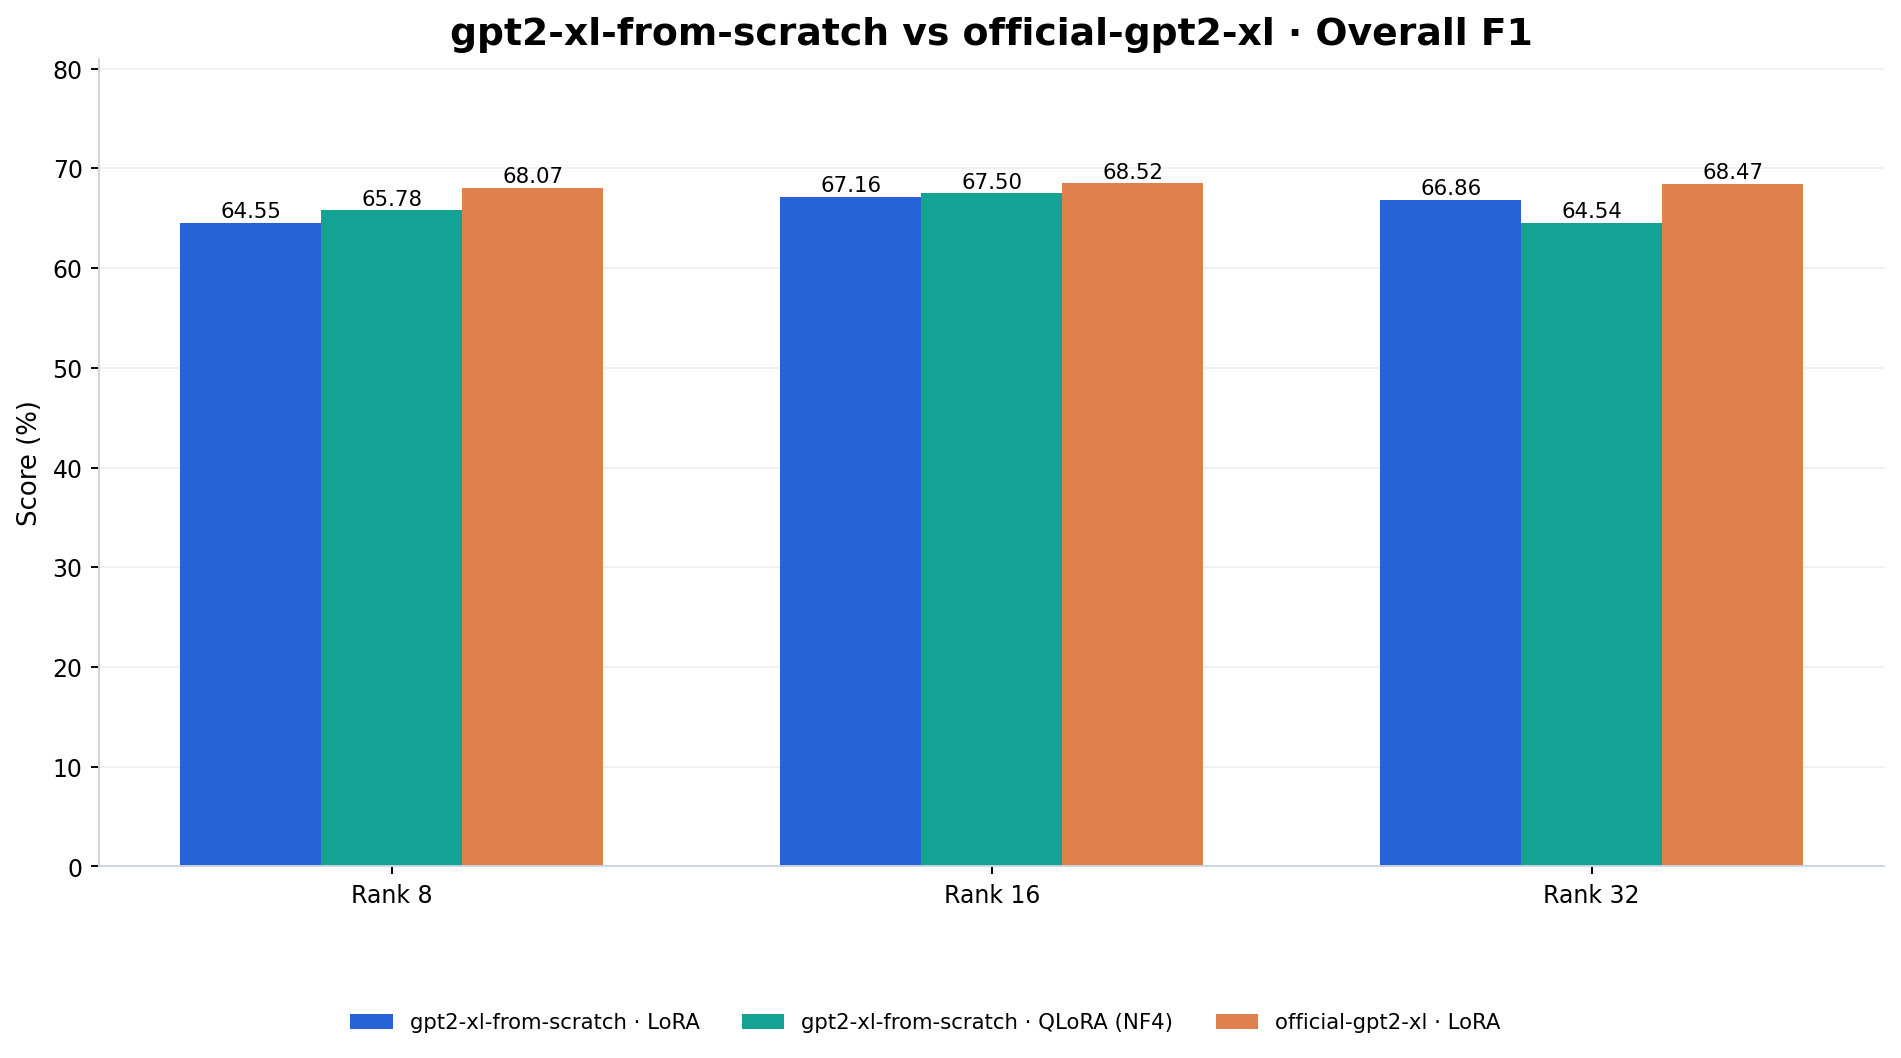 gpt2-xl-from-scratch vs official-gpt2-xl · Overall F1
Score (%)
80
70
60
50
40
30
20
10
0
64.55
65.78
68.07
67.16
67.50
68.52
66.86
64.54
68.47
Rank 8
Rank 16
Rank 32
gpt2-xl-from-scratch · LoRA
gpt2-xl-from-scratch · QLoRA (NF4)
official-gpt2-xl · LoRA